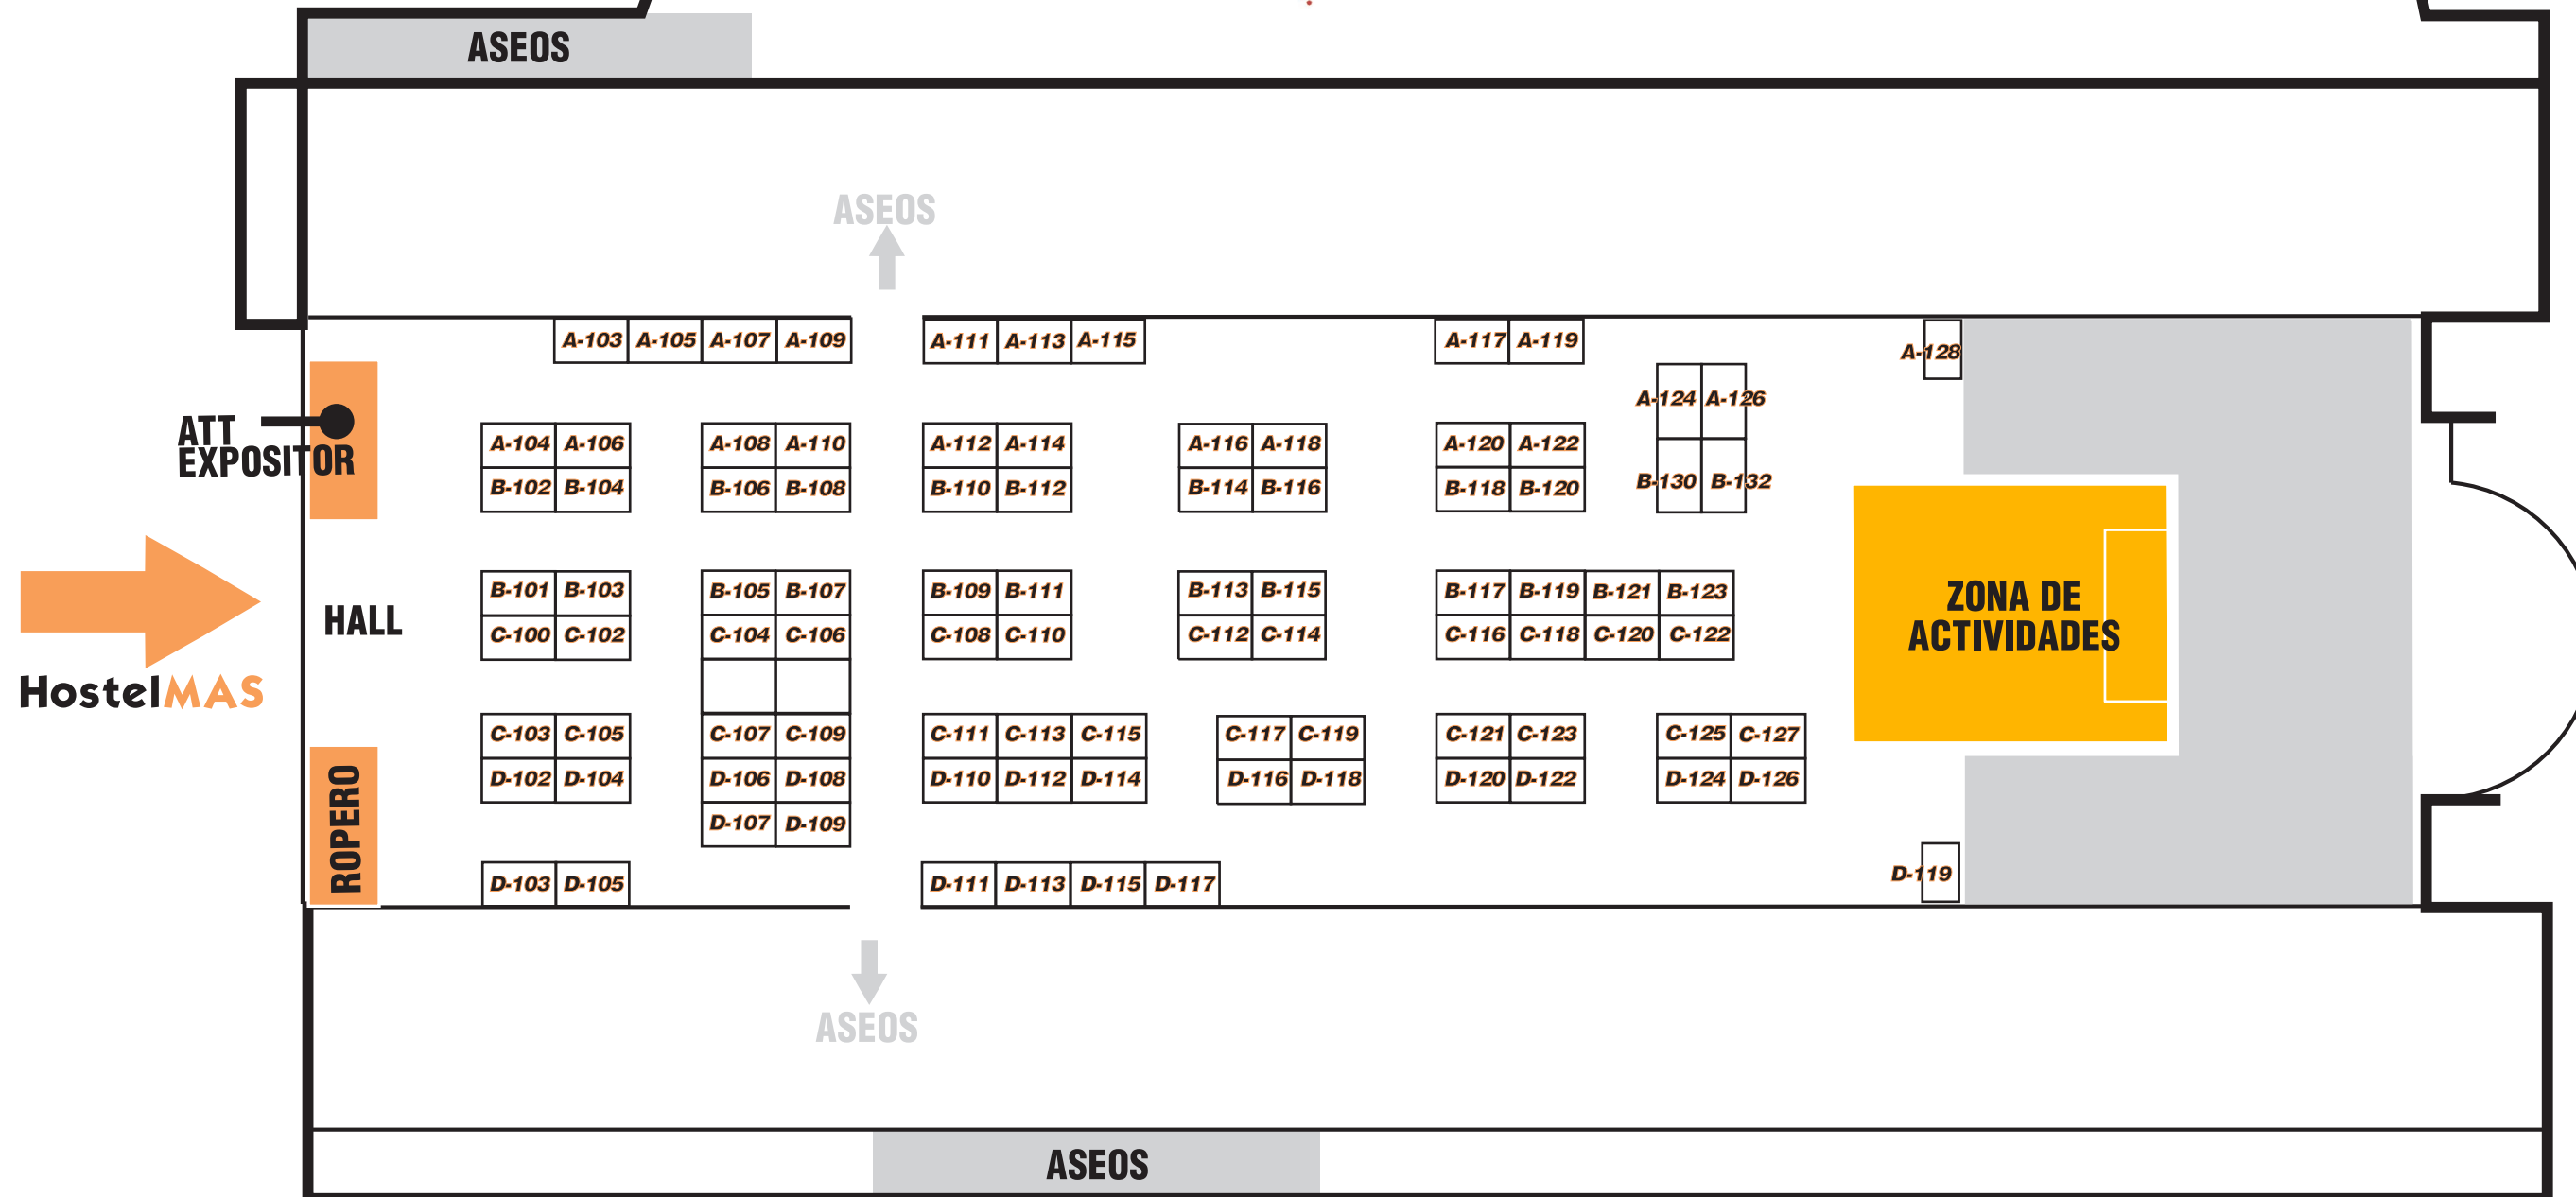 ASEOS
ASEOS
A-103 A-105 A-107 A-109 A-111 A-113 A-115 A-117 A-119
A-128
A-124 A-126
ATT
EXPOSITOR
A-104 A-106 A-108 A-110 A-112 A-114 A-116 A-118 A-120 A-122
B-102 B-104 B-106 B-108 B-110 B-112 B-114 B-116 B-118 B-120 B-130 B-132
B-101 B-103 B-105 B-107 B-109 B-111 B-113 B-115 B-117 B-119 B-121 B-123
HALL
C-100 C-102 C-104 C-106 C-108 C-110 C-112 C-114 C-116 C-118 C-120 C-122
ZONA DE
ACTIVIDADES
HostelMAS
C-103 C-105 C-107 C-109 C-111 C-113 C-115 C-117 C-119 C-121 C-123 C-125 C-127
D-102 D-104 D-106 D-108 D-110 D-112 D-114 D-116 D-118 D-120 D-122 D-124 D-126
ROPERO
D-107 D-109
D-103 D-105 D-111 D-113 D-115 D-117 D-119
ASEOS
ASEOS